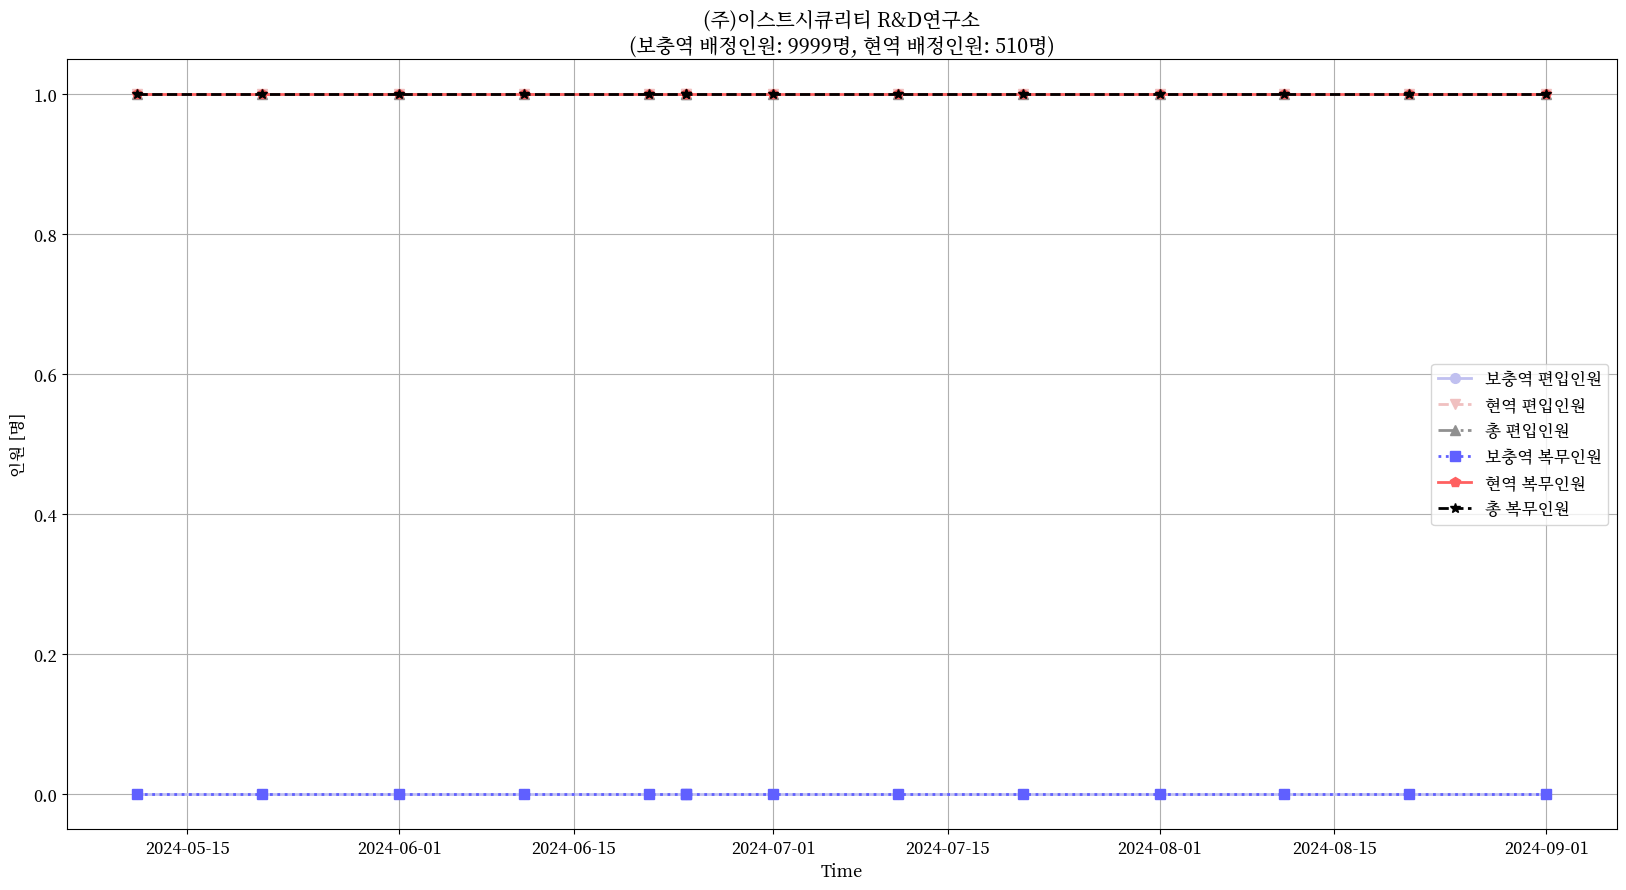 (주)이스트시큐리티 R&D연구소
(보충역 배정인원: 9999명, 현역 배정인원: 510명)
인원 [명]
1.0
0.8
0.6
0.4
0.2
0.0
보충역 편입인원
현역 편입인원
총 편입인원
보충역 복무인원
현역 복무인원
총 복무인원
2024-05-15
2024-06-01
2024-06-15
2024-07-01
2024-07-15
2024-08-01
2024-08-15
2024-09-01
Time